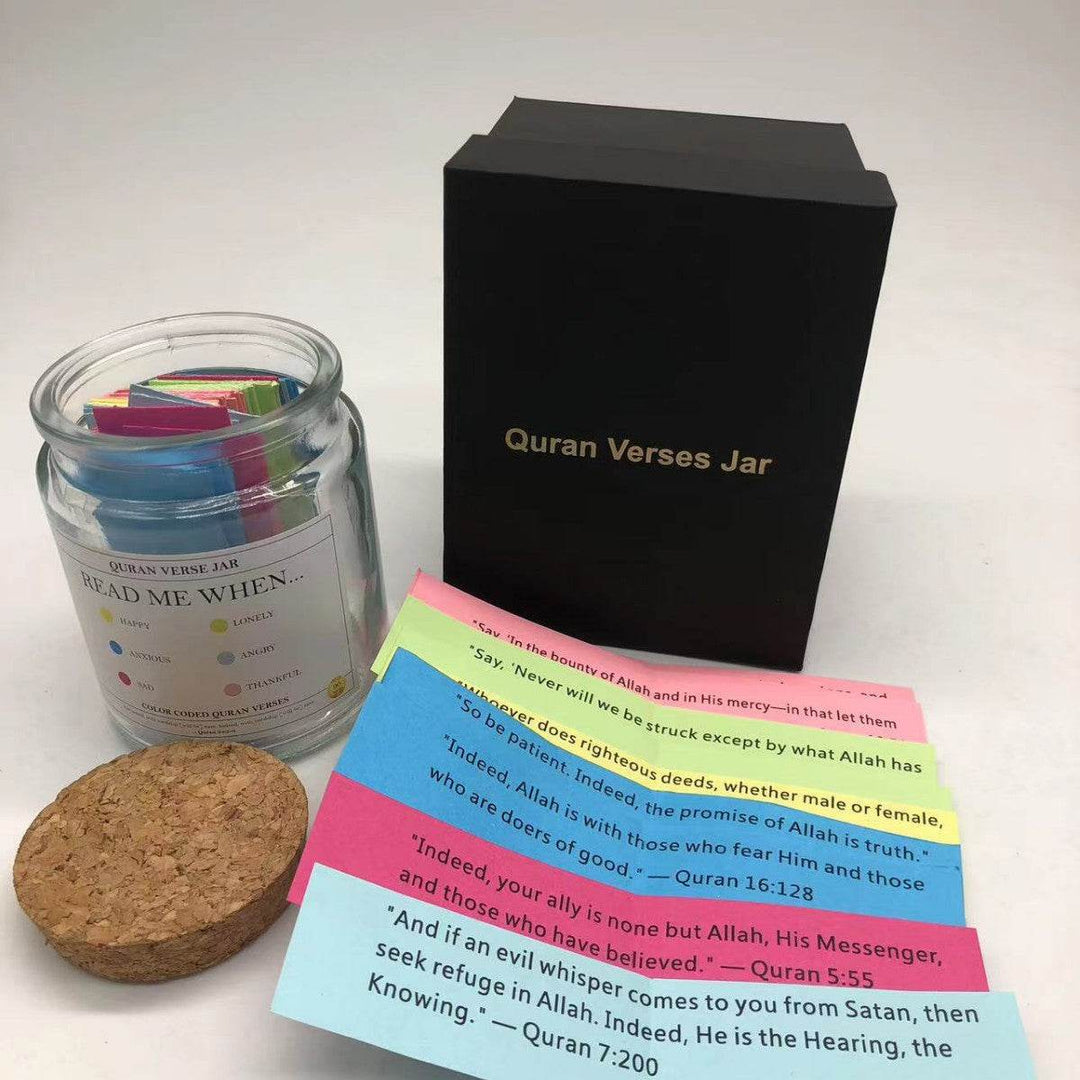 Quran Verses Jar
QURAN VERSE JAR
READ ME WHEN...
HAPPY
LONELY
ANXIOUS
ANGRY
SAD
THANKFUL
COLOR CODED QURAN VERSES
"Say, 'In the bounty of Allah and in His mercy—in that let them
"Say, 'Never will we be struck except by what Allah has
"Whoever does righteous deeds, whether male or female,
"So be patient. Indeed, the promise of Allah is truth."
"Indeed, Allah is with those who fear Him and those
who are doers of good." — Quran 16:128
"Indeed, your ally is none but Allah, His Messenger,
and those who have believed." — Quran 5:55
"And if an evil whisper comes to you from Satan, then
seek refuge in Allah. Indeed, He is the Hearing, the
Knowing." — Quran 7:200